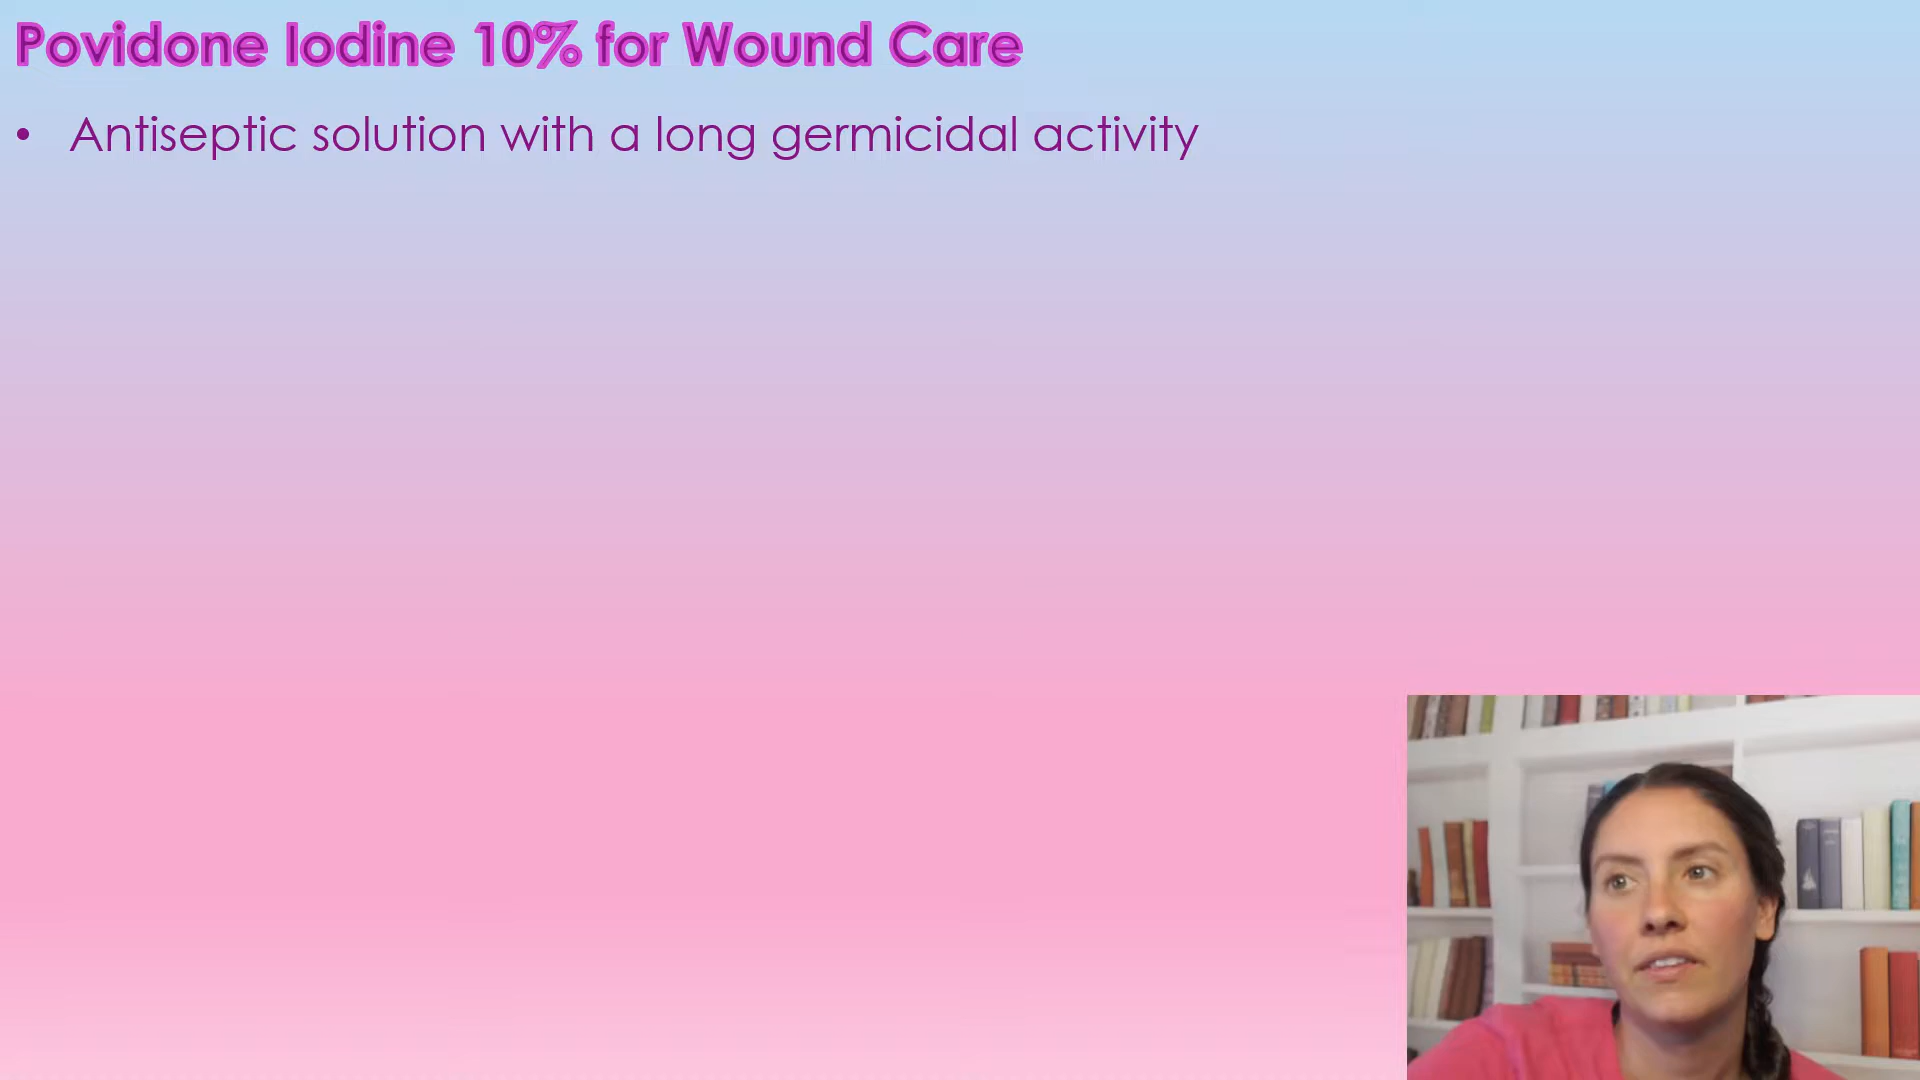 Povidone Iodine 10% for Wound Care
• Antiseptic solution with a long germicidal activity